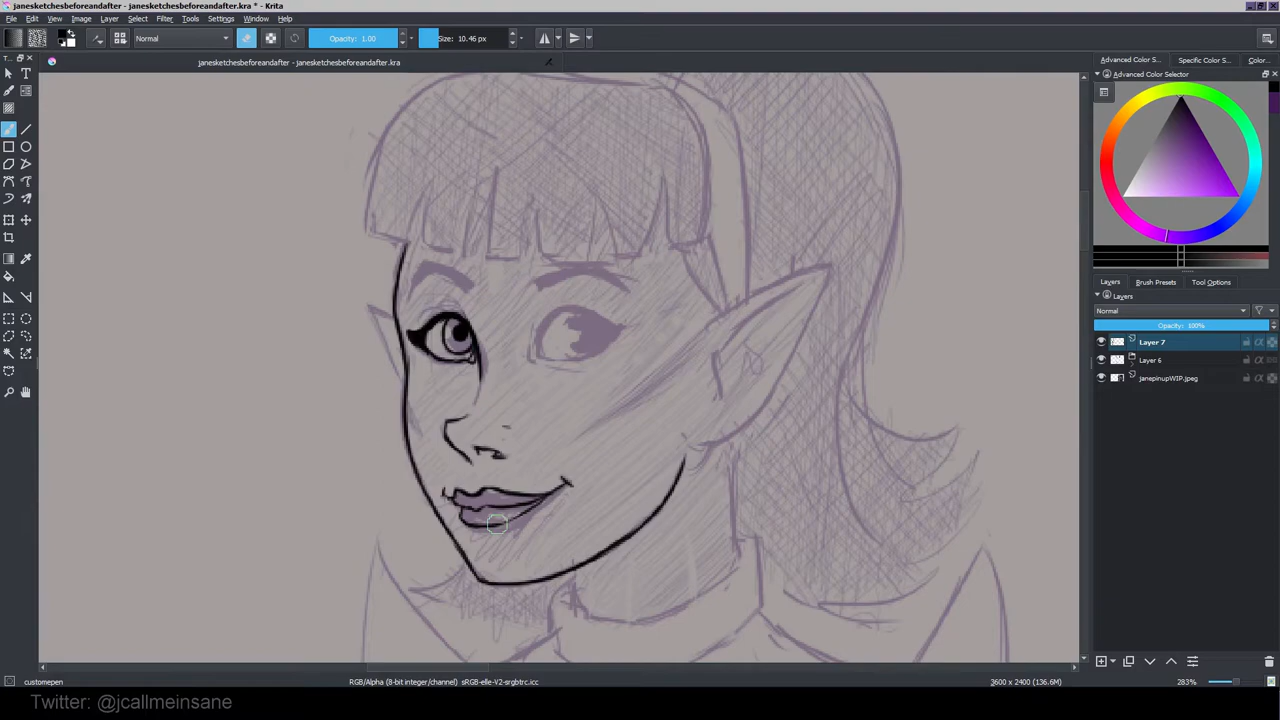 janesketchesbeforeandafter - janesketchesbeforeandafter.kra * - Krita
File Edit View Image Layer Select Filter Tools Settings Window Help
Normal
Opacity: 1.00
Size: 10.46 px
janesketchesbeforeandafter - janesketchesbeforeandafter.kra
T...
Advanced Color S...
Specific Color S...
Color...
Advanced Color Selector
Layers
Brush Presets
Tool Options
Layers
Normal
Opacity: 100%
Layer 7
Layer 6
janepinupWIP.jpeg
customepen
RGB/Alpha (8-bit integer/channel) sRGB-elle-V2-srgbtrc.icc
3600 x 2400 (136.6M)
283%
Twitter: @jcallmeinsane